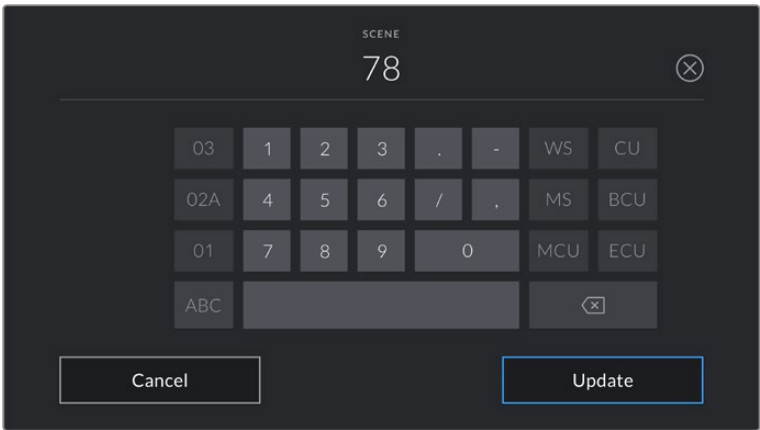 SCENE
78
03 1 2 3 . - WS CU
02A 4 5 6 / , MS BCU
01 7 8 9 0 MCU ECU
ABC
Cancel Update